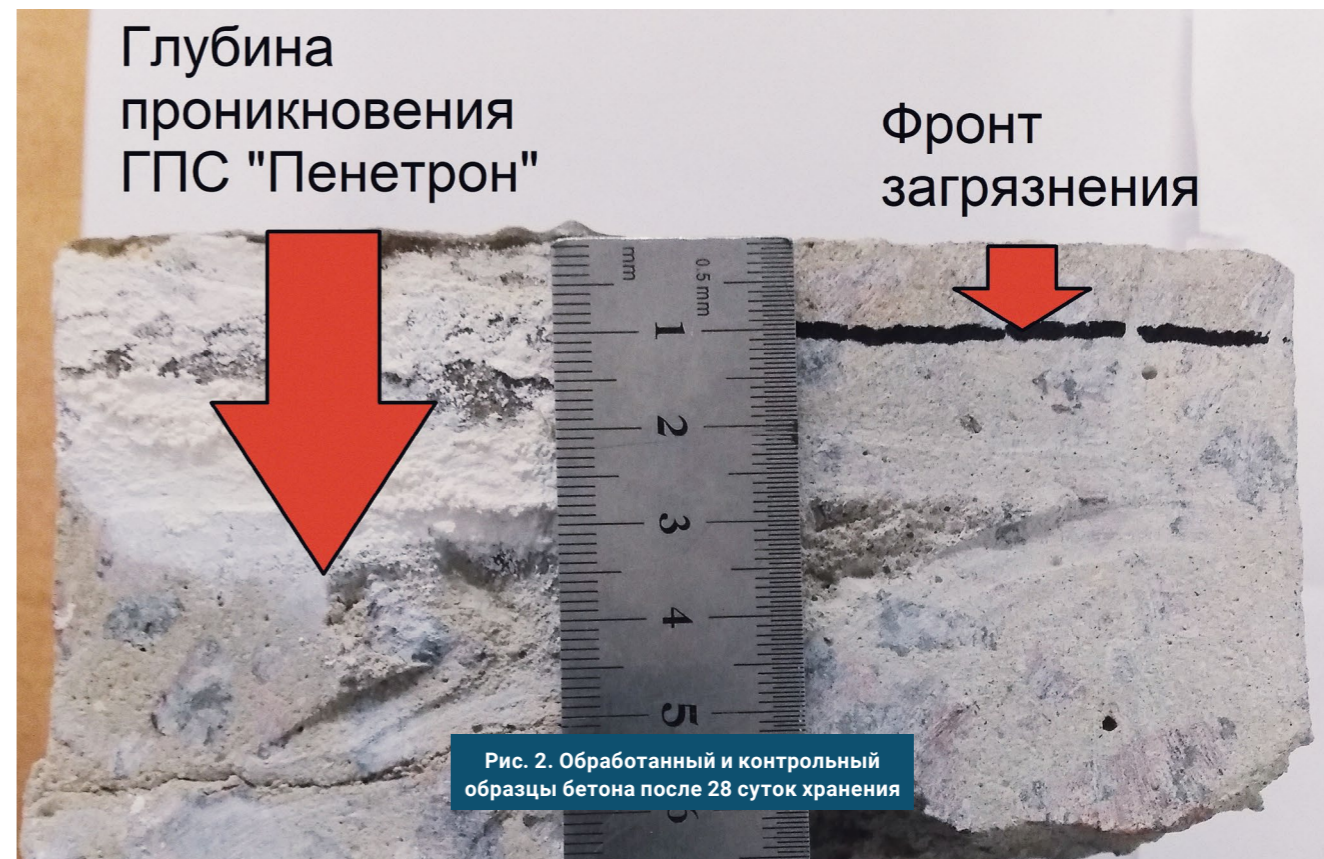 Глубина
проникновения
ГПС "Пенетрон"
Фронт
загрязнения
mm
0.5 mm
1
2
3
4
5
6
Рис. 2. Обработанный и контрольный
образцы бетона после 28 суток хранения